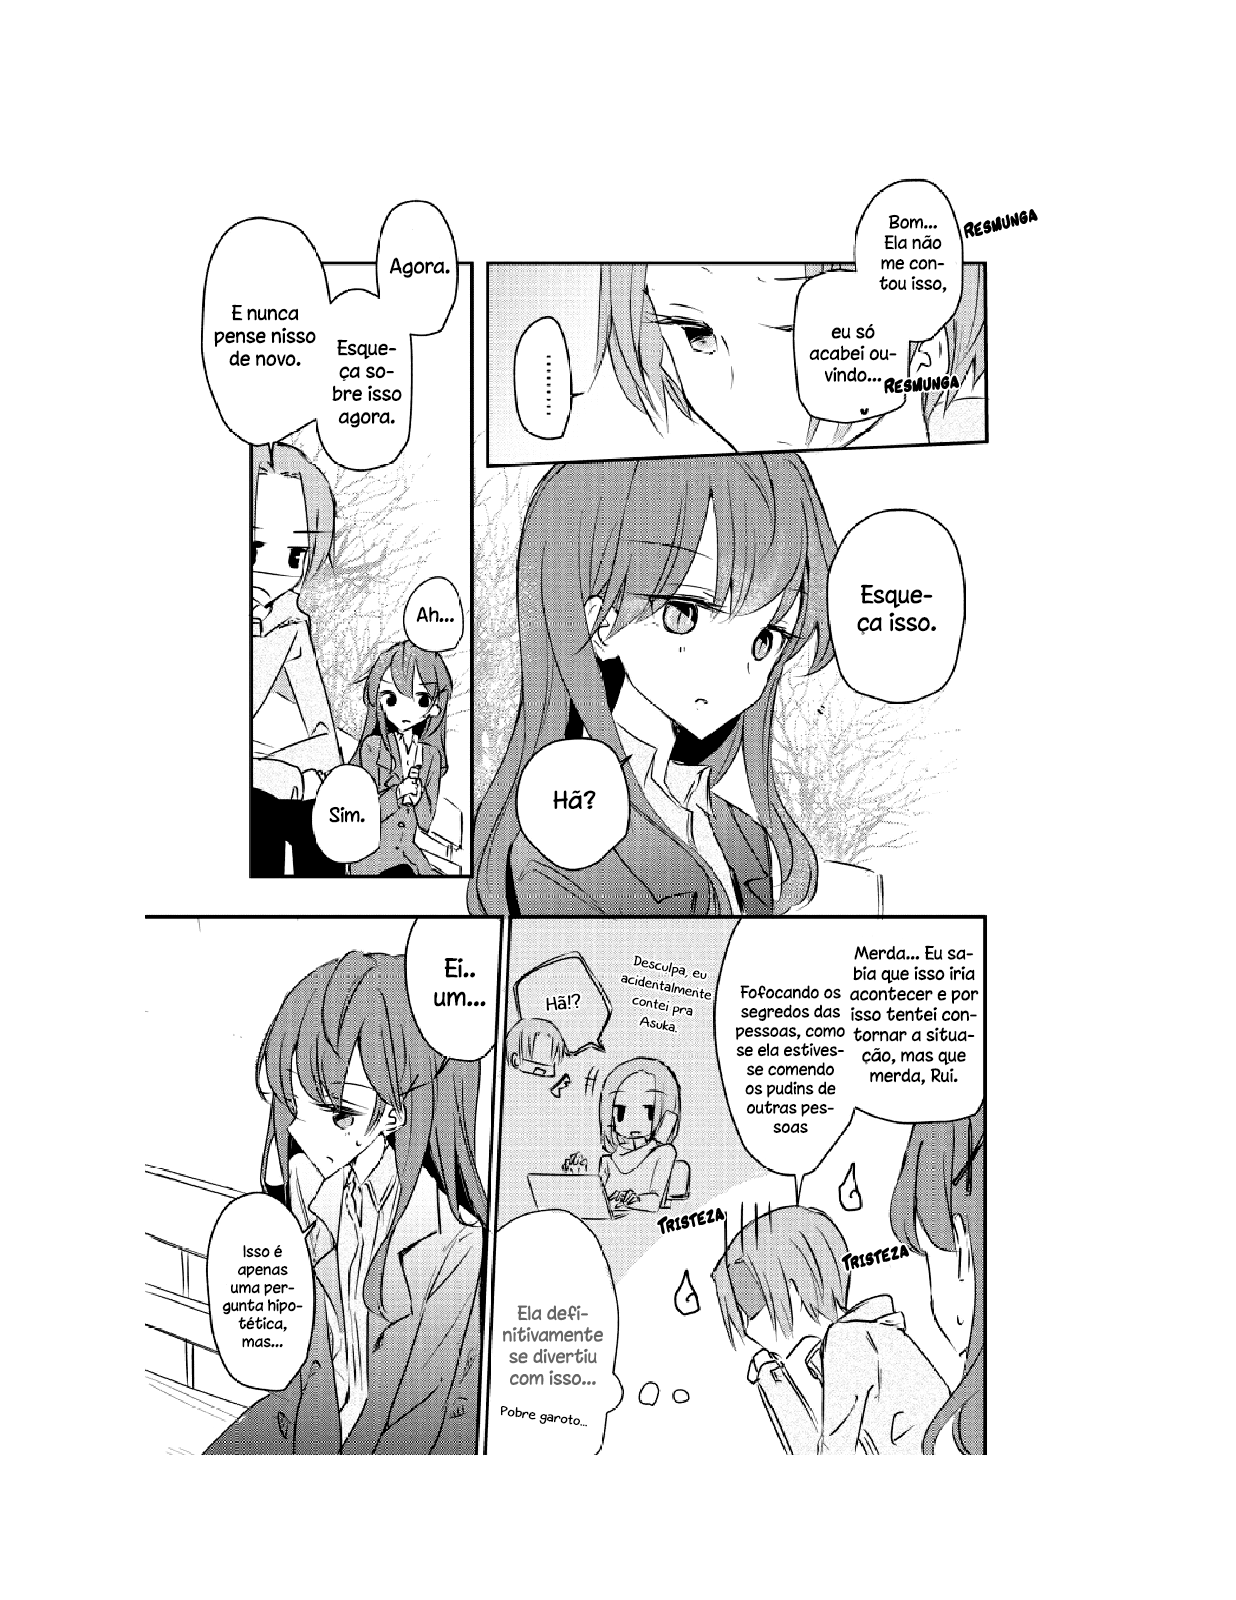 Bom...
Ela não
me con-
tou isso,
RESMUNGA
eu só
acabei ou-
vindo...
RESMUNGA
.........
Esque-
ça isso.
Hã?
Agora.
Esque-
ça so-
bre isso
agora.
E nunca
pense nisso
de novo.
Ah...
Sim.
Merda... Eu sa-
bia que isso iria
acontecer e por
isso tentei con-
tornar a situa-
ção, mas que
merda, Rui.
Fofocando os
segredos das
pessoas, como
se ela estives-
se comendo
os pudins de
outras pes-
soas
Desculpa, eu
acidentalmente
contei pra
Asuka.
Hã!?
TRISTEZA
TRISTEZA
Ela defi-
nitivamente
se divertiu
com isso...
Pobre garoto...
Ei..
um...
Isso é
apenas
uma per-
gunta hipo-
tética,
mas...